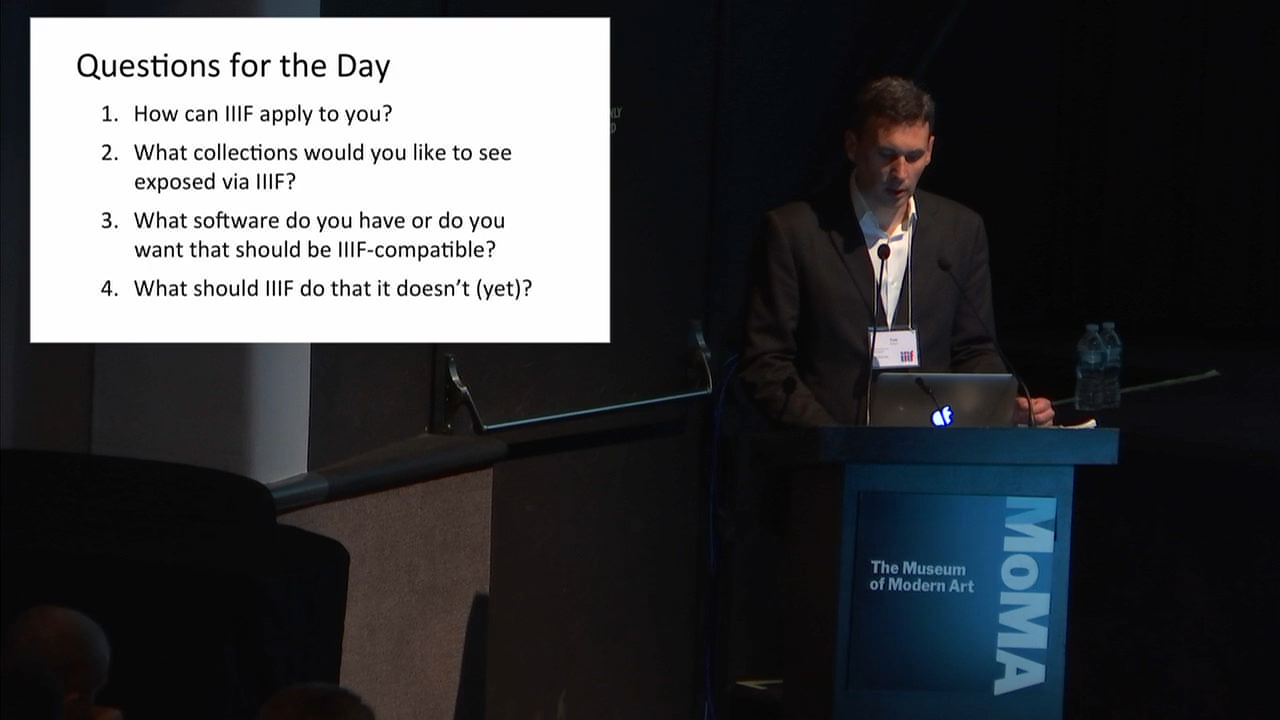 Questions for the Day
1. How can IIIF apply to you?
2. What collections would you like to see
exposed via IIIF?
3. What software do you have or do you
want that should be IIIF-compatible?
4. What should IIIF do that it doesn't (yet)?
iiif
The Museum
of Modern Art
MoMA